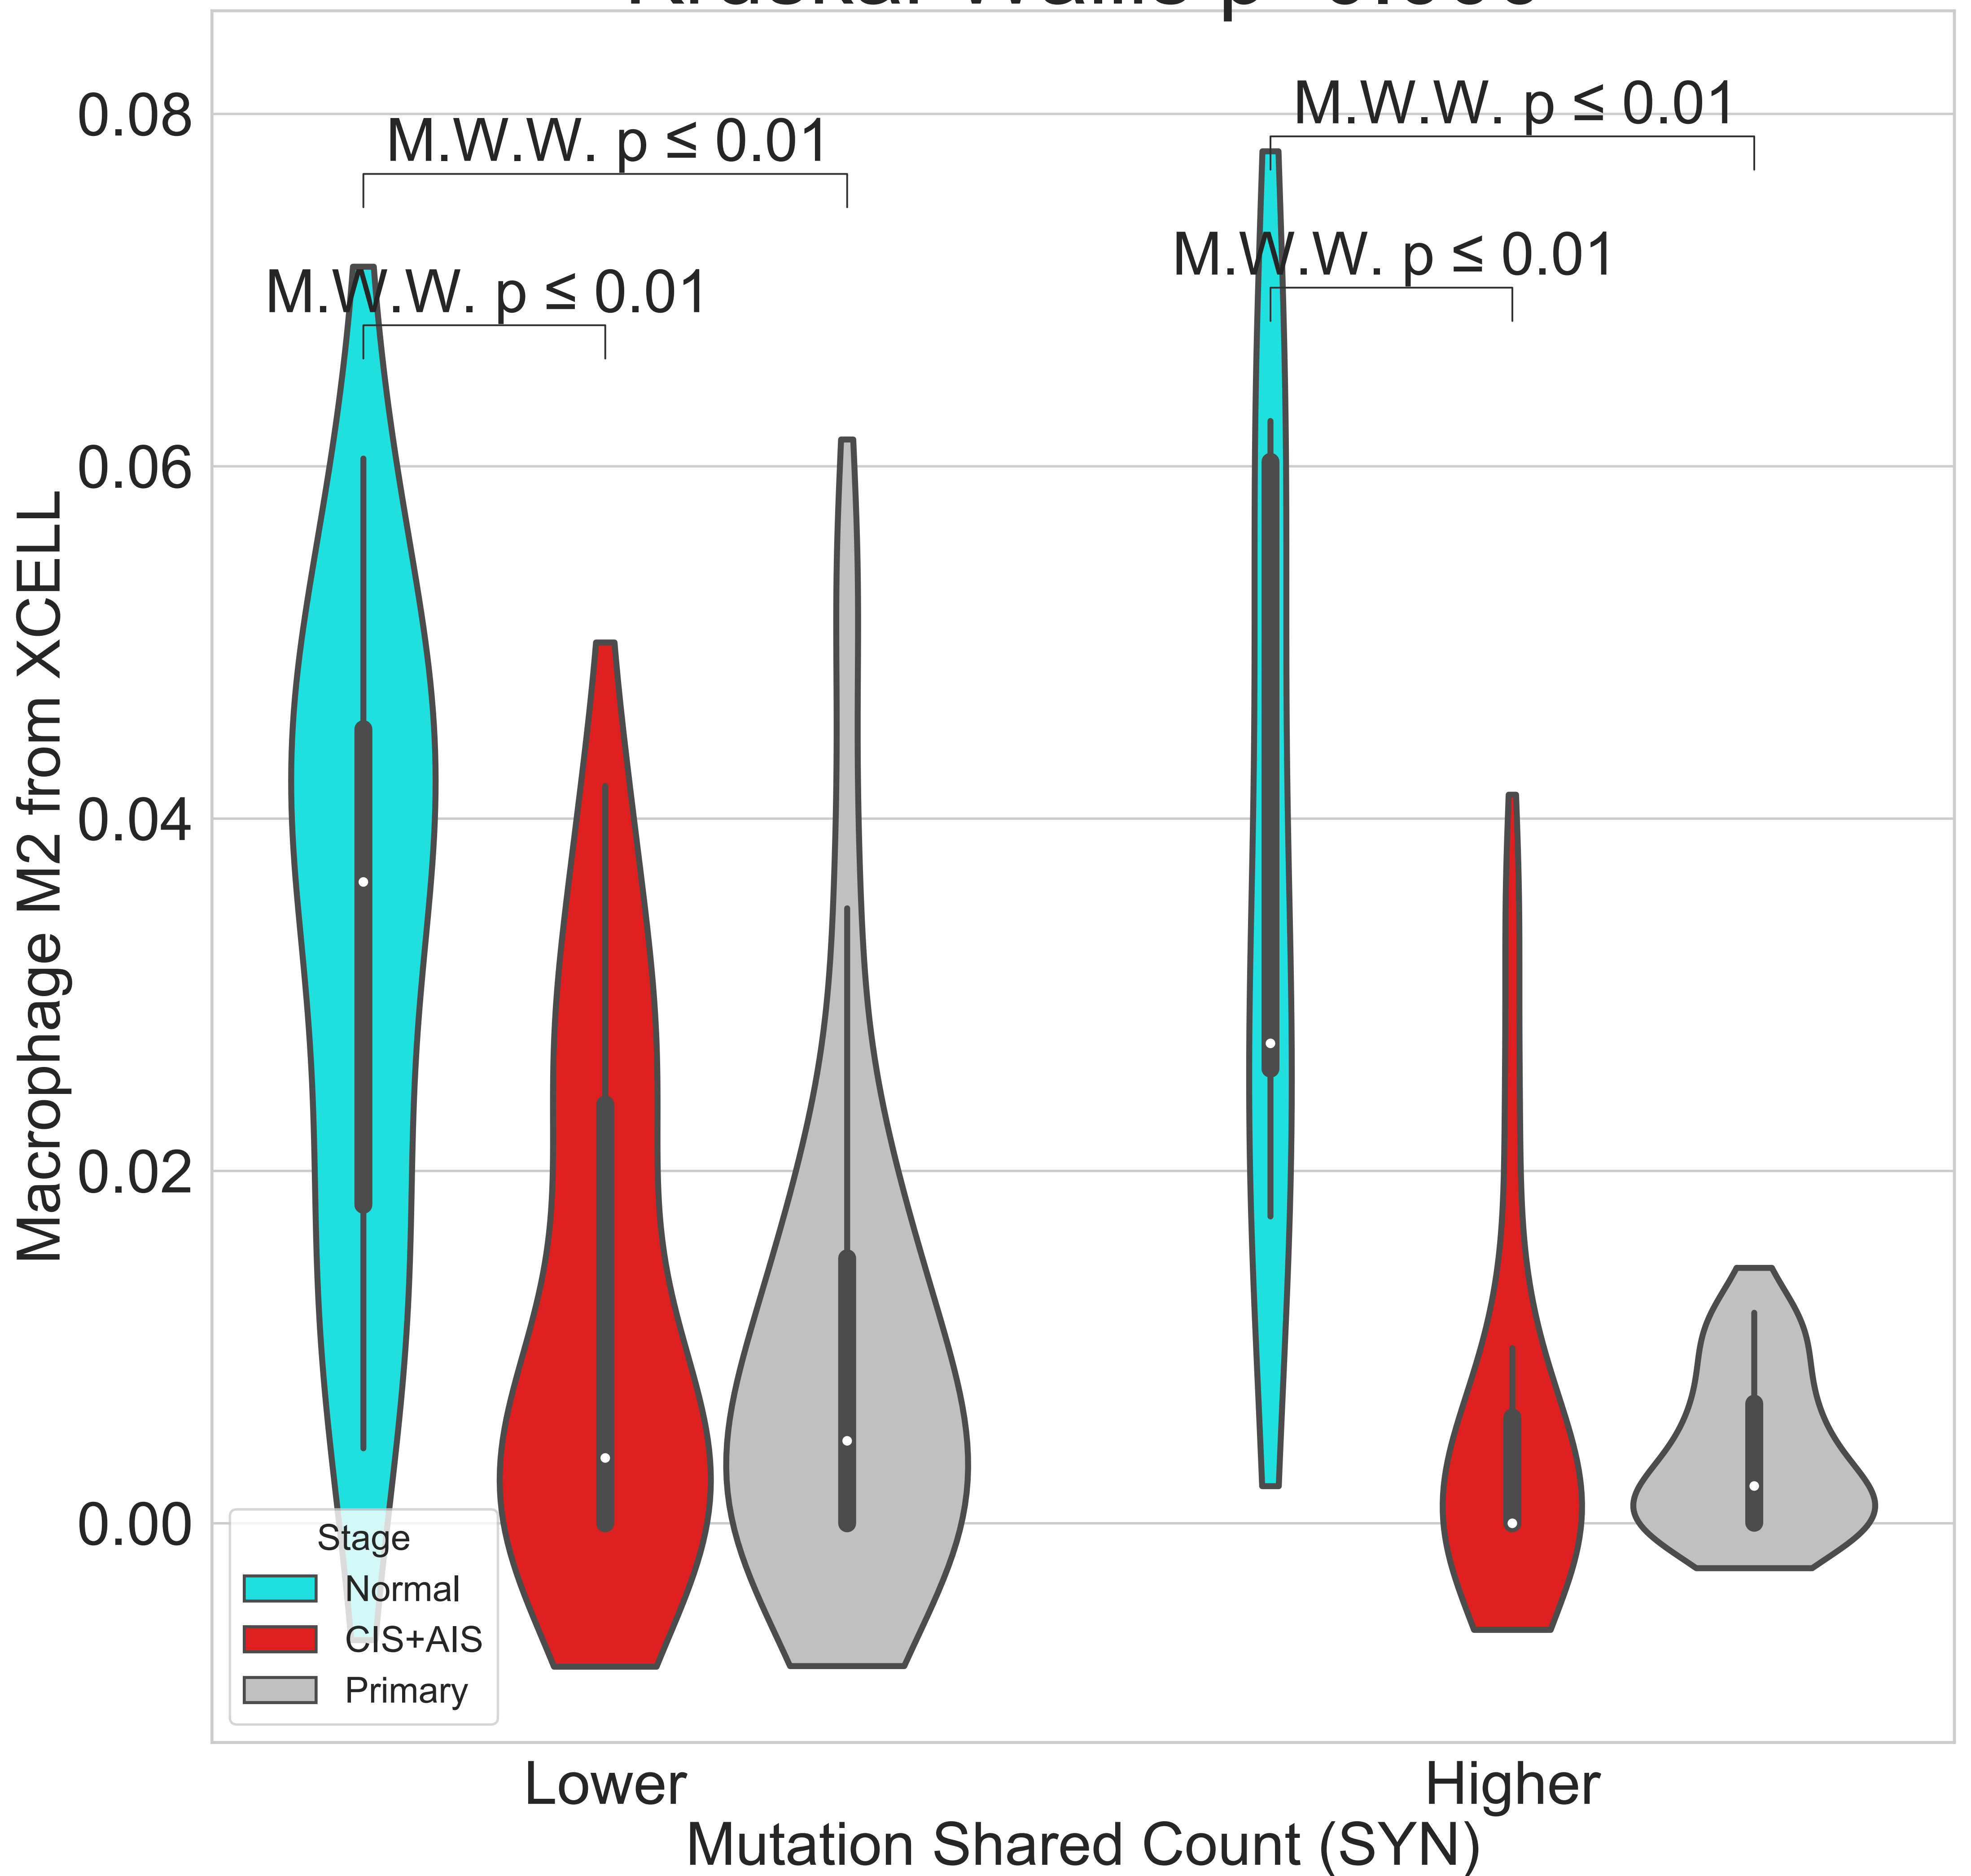 M.W.W. p ≤ 0.01
M.W.W. p ≤ 0.01
M.W.W. p ≤ 0.01
M.W.W. p ≤ 0.01
0.08
0.06
0.04
0.02
0.00
Macrophage M2 from XCELL
Stage
Normal
CIS+AIS
Primary
Lower
Higher
Mutation Shared Count (SYN)